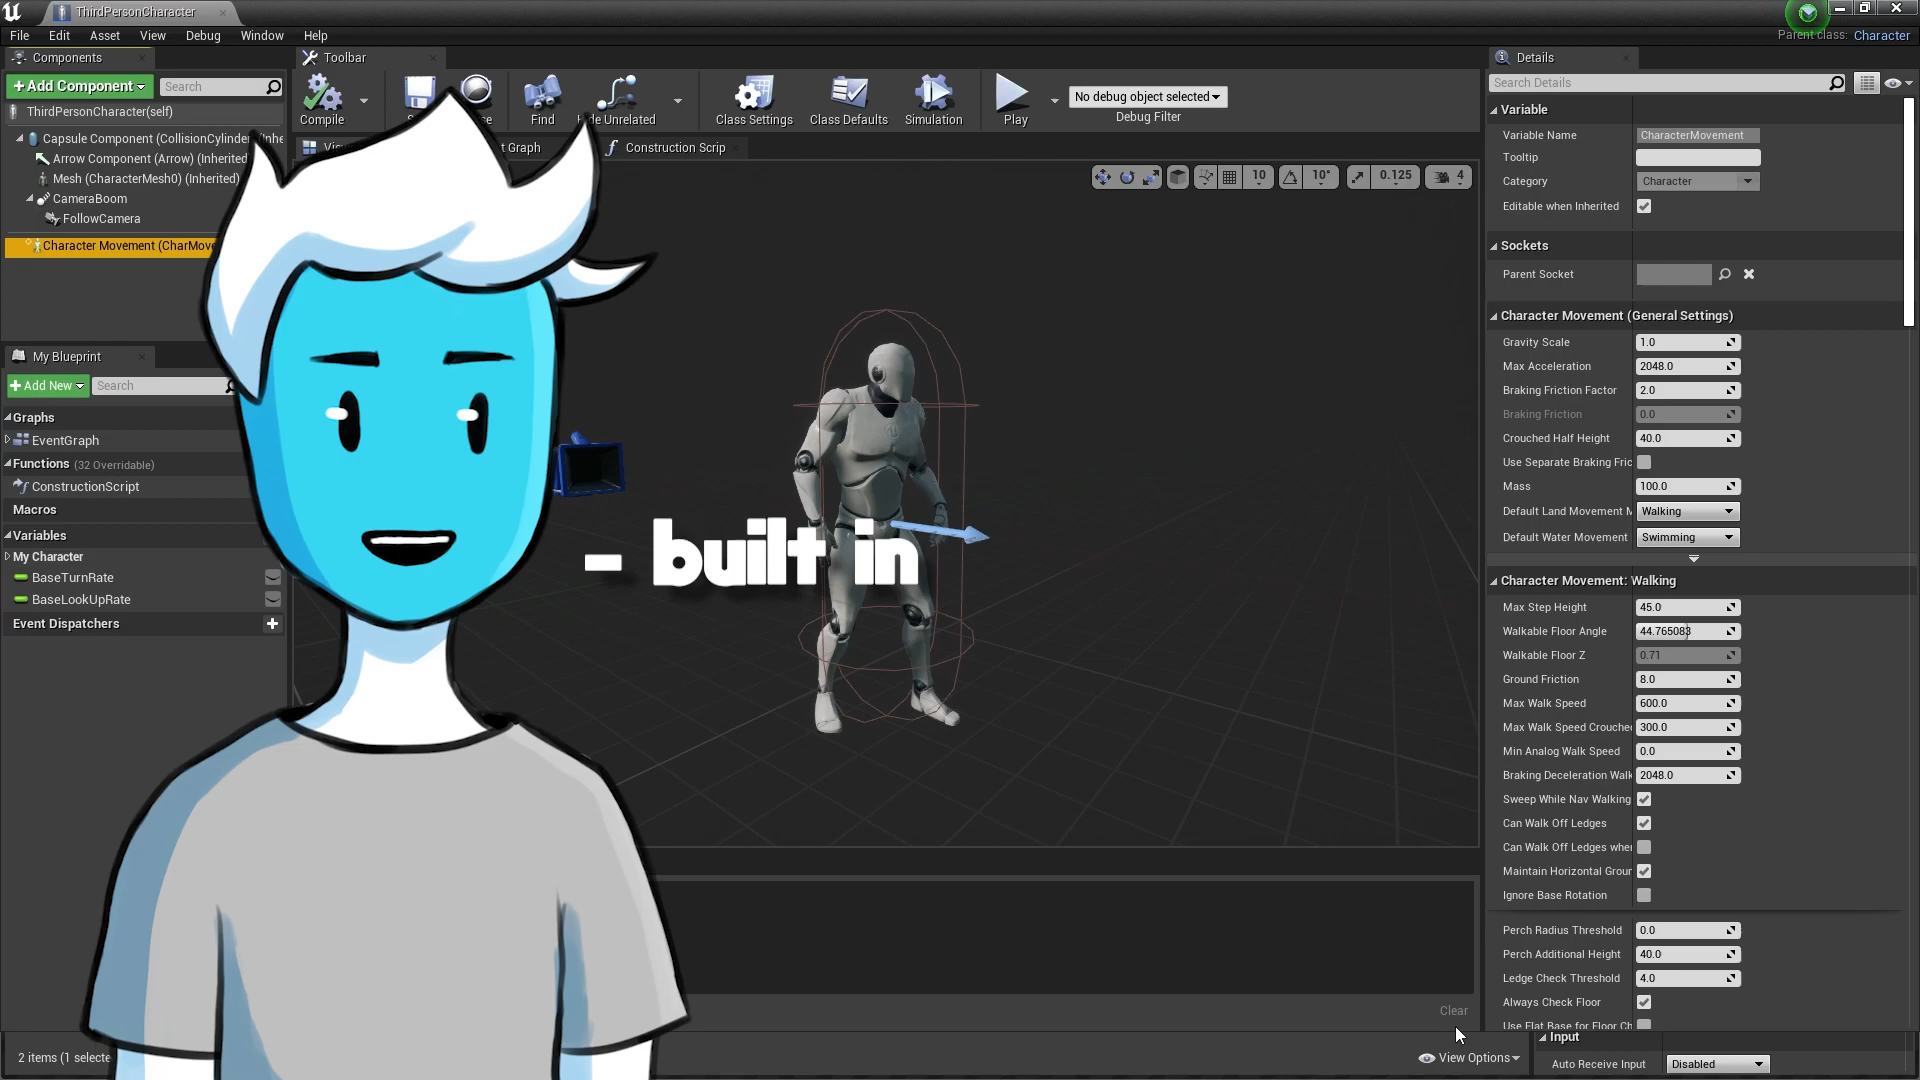 ThirdPersonCharacter
File Edit Asset View Debug Window Help
Parent class: Character
Components
+ Add Component
Search
ThirdPersonCharacter(self)
Capsule Component (CollisionCylinder) (Inhe
Arrow Component (Arrow) (Inherited
Mesh (CharacterMesh0) (Inherited)
CameraBoom
FollowCamera
Character Movement (CharMove
My Blueprint
+ Add New
Search
Graphs
EventGraph
Functions (32 Overridable)
ConstructionScript
Macros
Variables
My Character
BaseTurnRate
BaseLookUpRate
Event Dispatchers
2 items (1 selecte
Toolbar
Compile
Find
Hide Unrelated
Class Settings
Class Defaults
Simulation
Play
No debug object selected
Debug Filter
t Graph
Construction Scrip
10
10°
0.125
4
- built in
Clear
View Options
Details
Search Details
Variable
Variable Name CharacterMovement
Tooltip
Category Character
Editable when Inherited
Sockets
Parent Socket
Character Movement (General Settings)
Gravity Scale 1.0
Max Acceleration 2048.0
Braking Friction Factor 2.0
Braking Friction 0.0
Crouched Half Height 40.0
Use Separate Braking Fric
Mass 100.0
Default Land Movement M Walking
Default Water Movement Swimming
Character Movement: Walking
Max Step Height 45.0
Walkable Floor Angle 44.765083
Walkable Floor Z 0.71
Ground Friction 8.0
Max Walk Speed 600.0
Max Walk Speed Crouche 300.0
Min Analog Walk Speed 0.0
Braking Deceleration Walk 2048.0
Sweep While Nav Walking
Can Walk Off Ledges
Can Walk Off Ledges when
Maintain Horizontal Groun
Ignore Base Rotation
Perch Radius Threshold 0.0
Perch Additional Height 40.0
Ledge Check Threshold 4.0
Always Check Floor
Use Flat Base for Floor Ch
Input
Auto Receive Input Disabled